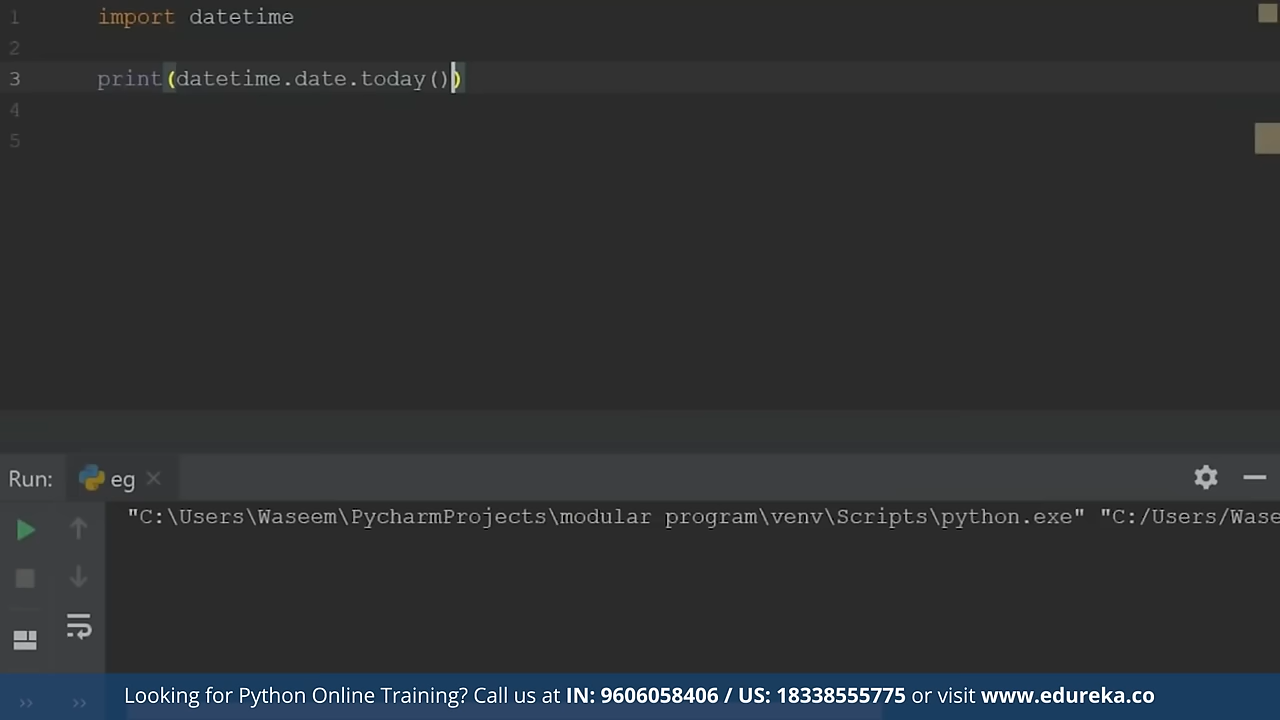 1 import datetime
2
3 print(datetime.date.today())
4
5
Run: eg
"C:\Users\Waseem\PycharmProjects\modular program\venv\Scripts\python.exe" "C:/Users/Wase
Looking for Python Online Training? Call us at IN: 9606058406 / US: 18338555775 or visit www.edureka.co